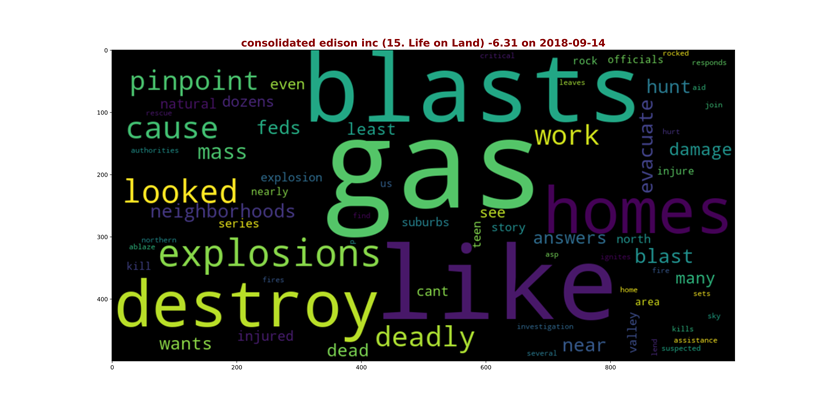 consolidated edison inc (15. Life on Land) -6.31 on 2018-09-14
0
100
200
300
400
0
200
400
600
800
blasts
gas
like
homes
destroy
explosions
looked
cause
pinpoint
work
deadly
even
natural
dozens
rescue
feds
least
mass
authorities
explosion
us
nearly
neighborhoods
series
find
suburbs
see
story
teen
critical
leaves
rock
officials
rocked
responds
hunt
aid
join
evacuate
hurt
damage
injure
answers
north
asp
ignites
blast
fire
many
home
area
sets
sky
valley
kills
assistance
lend
suspected
near
several
investigation
cant
northern
ablaze
kill
fires
wants
injured
dead